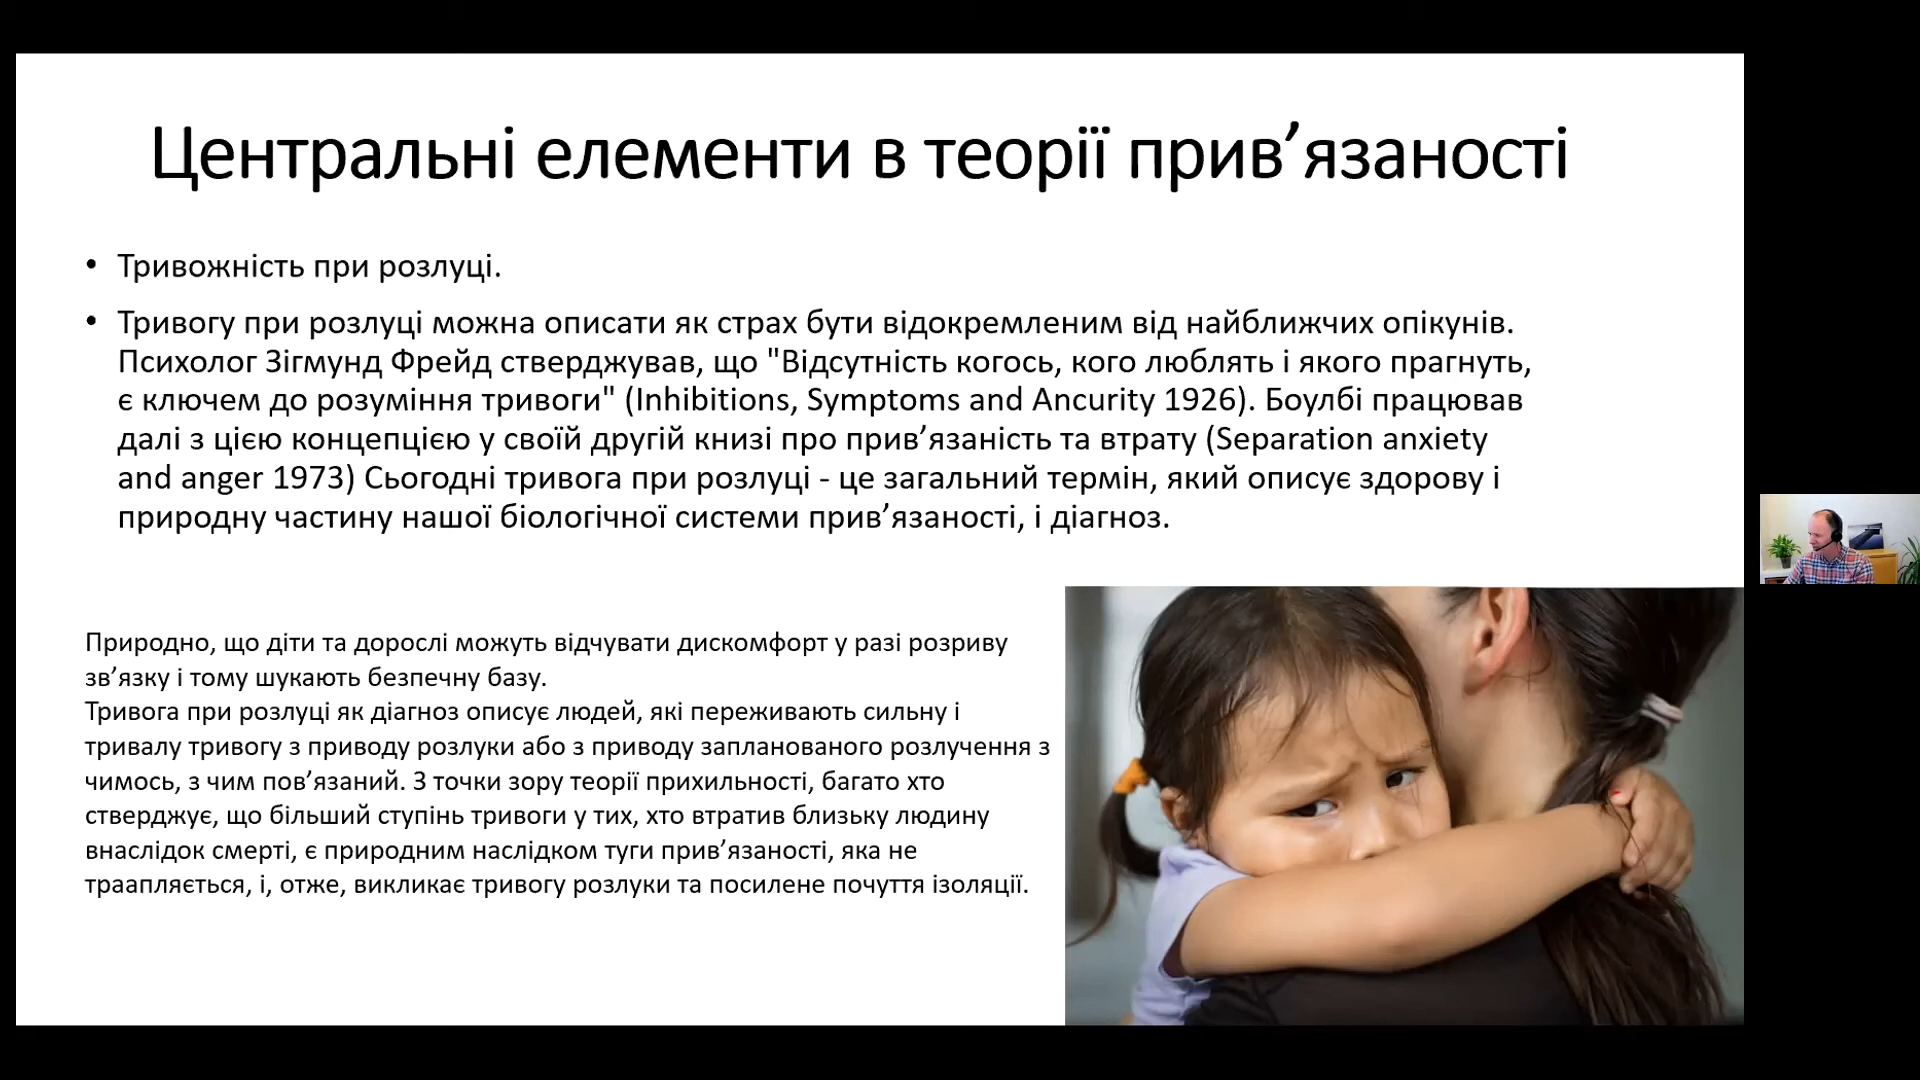 Центральні елементи в теорії прив’язаності
• Тривожність при розлуці.
• Тривогу при розлуці можна описати як страх бути відокремленим від найближчих опікунів.
Психолог Зігмунд Фрейд стверджував, що "Відсутність когось, кого люблять і якого прагнуть,
є ключем до розуміння тривоги" (Inhibitions, Symptoms and Ancurity 1926). Боулбі працював
далі з цією концепцією у своїй другій книзі про прив’язаність та втрату (Separation anxiety
and anger 1973) Сьогодні тривога при розлуці - це загальний термін, який описує здорову і
природну частину нашої біологічної системи прив’язаності, і діагноз.
Природно, що діти та дорослі можуть відчувати дискомфорт у разі розриву
зв’язку і тому шукають безпечну базу.
Тривога при розлуці як діагноз описує людей, які переживають сильну і
тривалу тривогу з приводу розлуки або з приводу запланованого розлучення з
чимось, з чим пов’язаний. З точки зору теорії прихильності, багато хто
стверджує, що більший ступінь тривоги у тих, хто втратив близьку людину
внаслідок смерті, є природним наслідком туги прив’язаності, яка не
траапляється, і, отже, викликає тривогу розлуки та посилене почуття ізоляції.